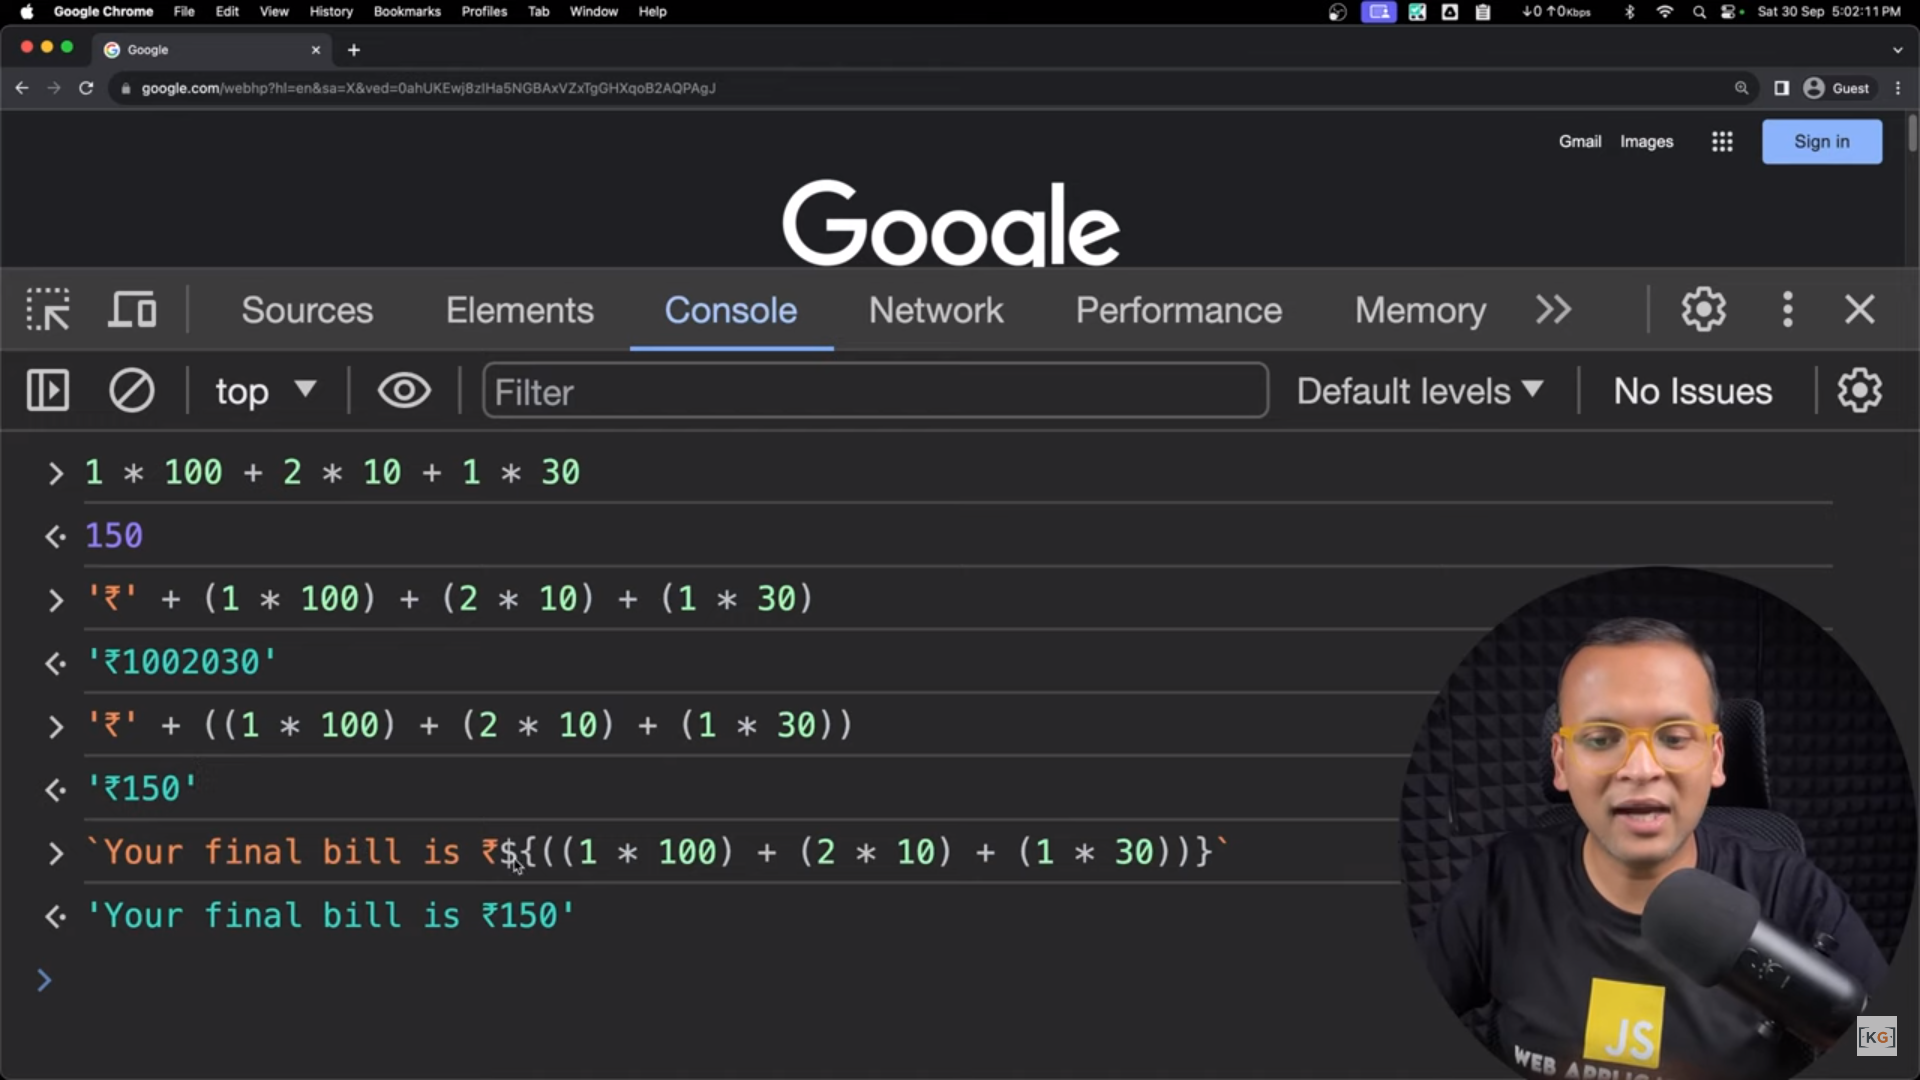 Google Chrome File Edit View History Bookmarks Profiles Tab Window Help ↓0 ↑0Kbps Sat 30 Sep 5:02:11 PM
Google
google.com/webhp?hl=en&sa=X&ved=0ahUKEwj8zIHa5NGBAxVZxTgGHXqoB2AQPAgJ Guest
Gmail Images Sign in
Google
Sources Elements Console Network Performance Memory
top Filter Default levels No Issues
> 1 * 100 + 2 * 10 + 1 * 30
150
> '₹' + (1 * 100) + (2 * 10) + (1 * 30)
'₹1002030'
> '₹' + ((1 * 100) + (2 * 10) + (1 * 30))
'₹150'
> `Your final bill is ₹${((1 * 100) + (2 * 10) + (1 * 30))}`
'Your final bill is ₹150'
>
JS
WEB
[KG]